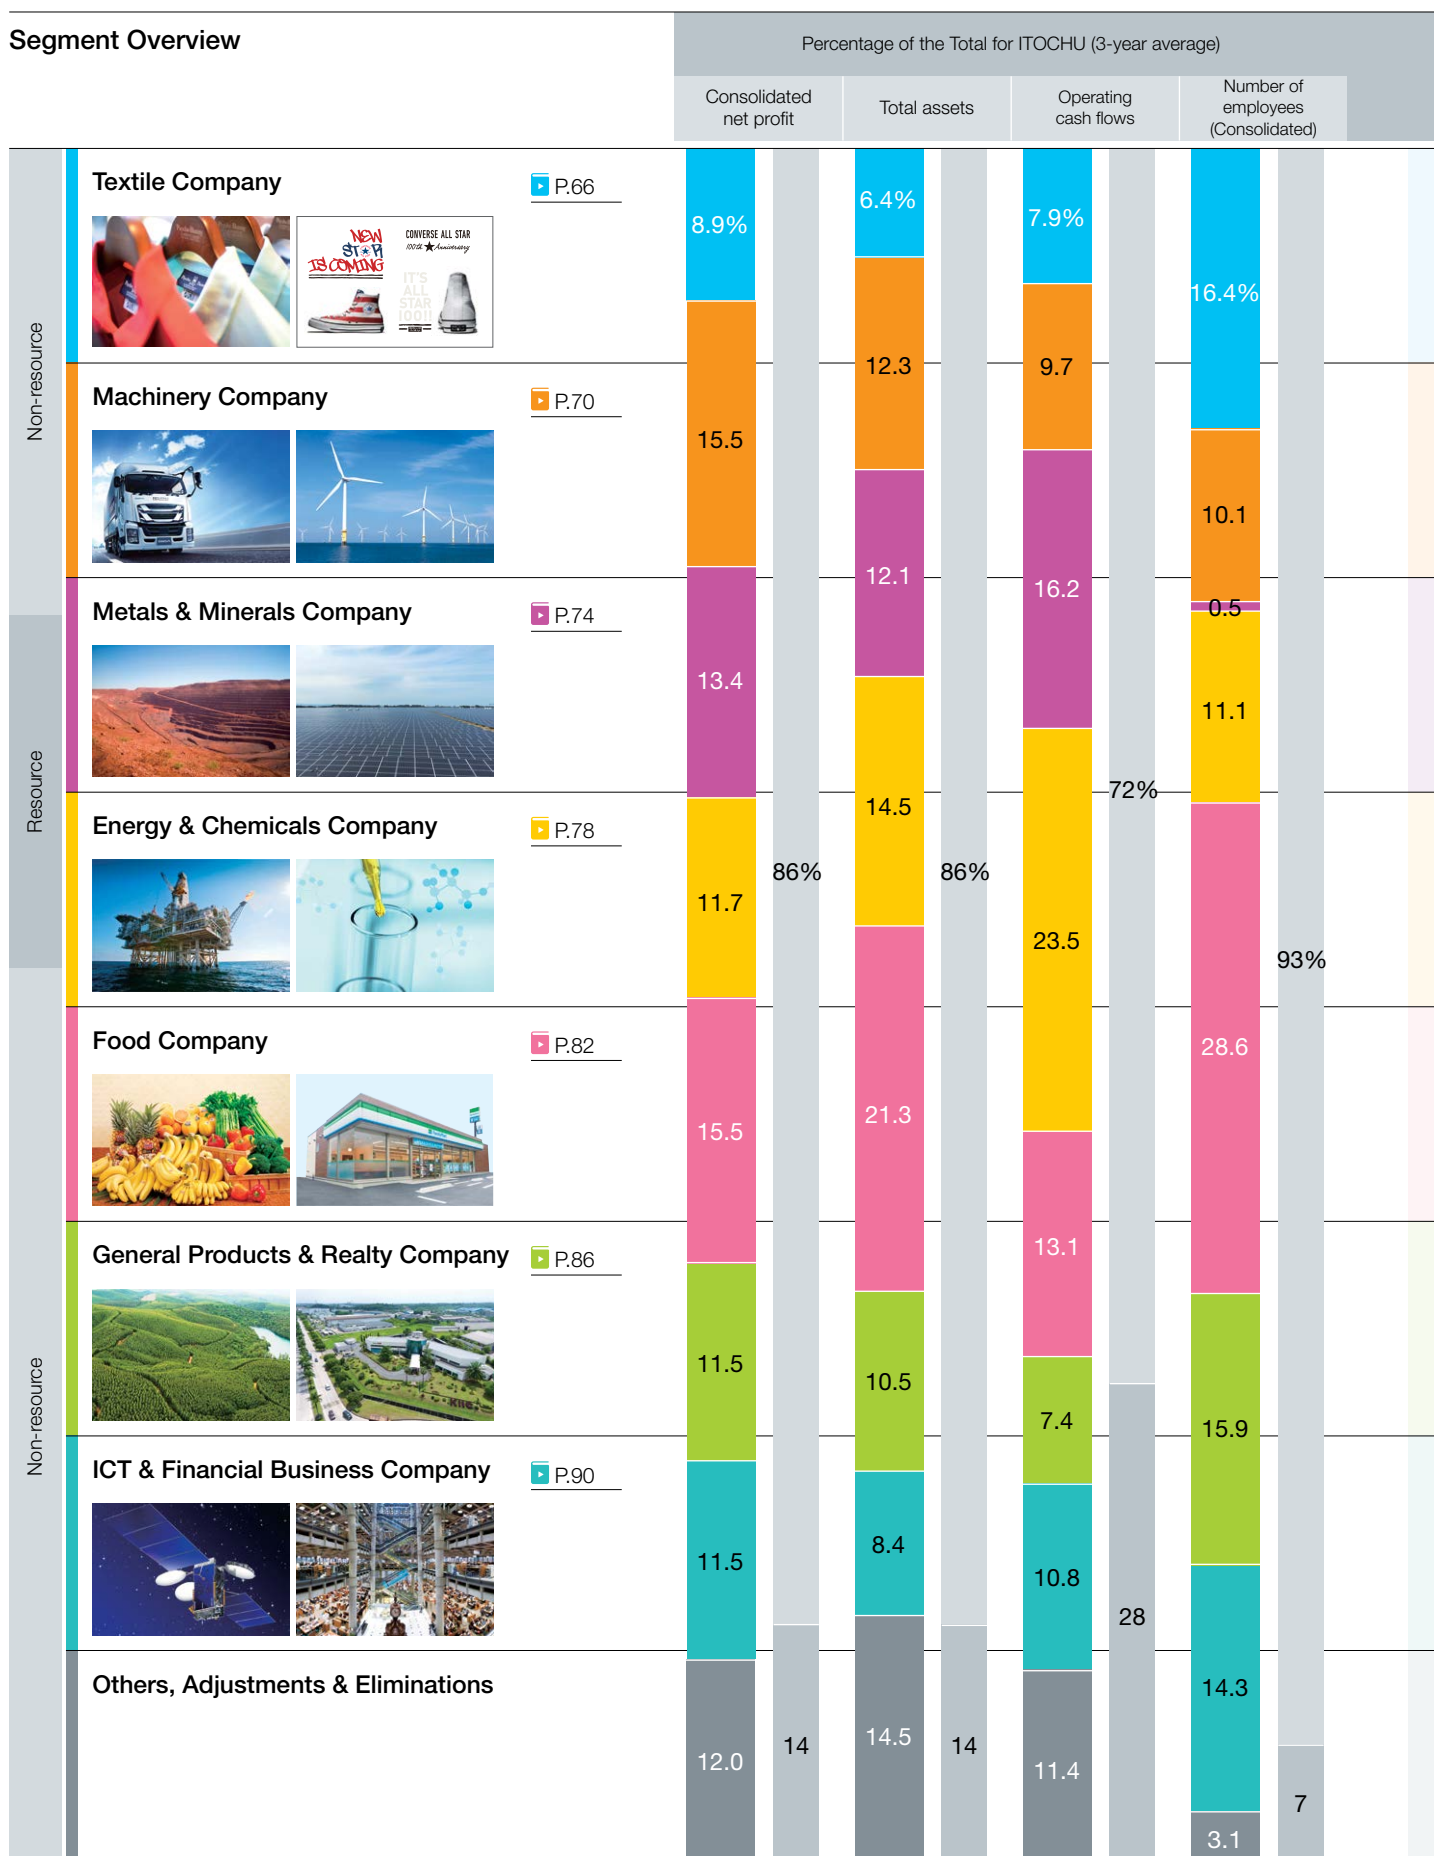 Segment Overview
Percentage of the Total for ITOCHU (3-year average)
Consolidated
net profit
Total assets
Operating
cash flows
Number of
employees
(Consolidated)
Non-resource
Resource
Non-resource
Textile Company
P.66
NEW
STAR
IS COMING
CONVERSE ALL STAR
100th Anniversary
IT'S
ALL
STAR
100!!
8.9%
6.4%
7.9%
16.4%
Machinery Company
P.70
15.5
12.3
9.7
10.1
Metals & Minerals Company
P.74
13.4
12.1
16.2
0.5
Energy & Chemicals Company
P.78
11.7
14.5
23.5
11.1
86%
86%
72%
93%
Food Company
P.82
15.5
21.3
13.1
28.6
General Products & Realty Company
P.86
11.5
10.5
7.4
15.9
ICT & Financial Business Company
P.90
11.5
8.4
10.8
14.3
Others, Adjustments & Eliminations
12.0
14.5
11.4
3.1
14
14
28
7